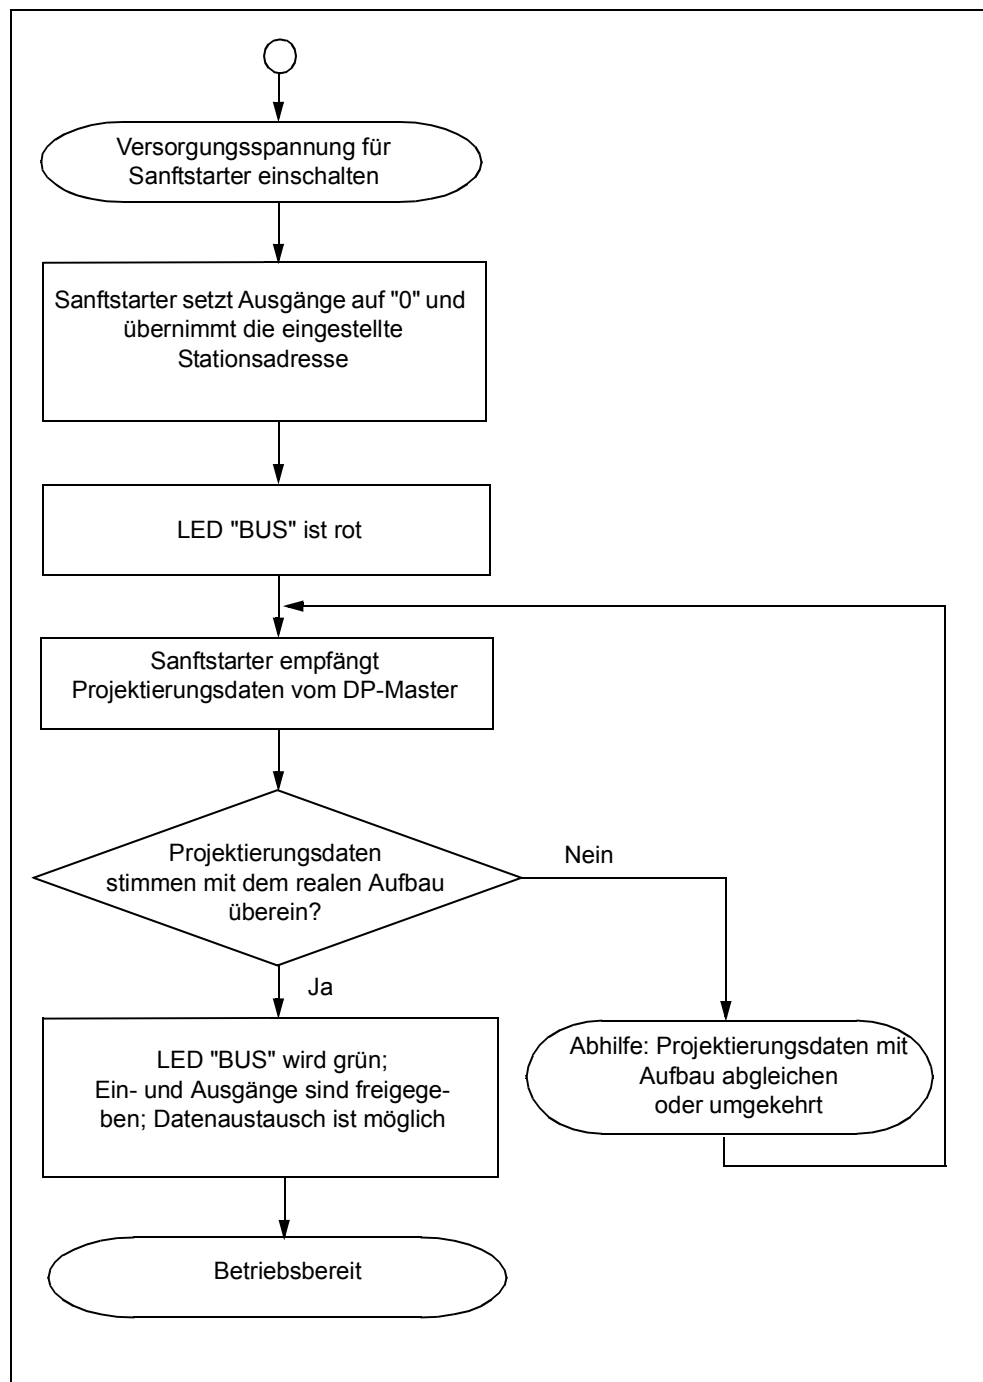 Versorgungsspannung für
Sanftstarter einschalten
Sanftstarter setzt Ausgänge auf "0" und
übernimmt die eingestellte
Stationsadresse
LED "BUS" ist rot
Sanftstarter empfängt
Projektierungsdaten vom DP-Master
Projektierungsdaten
stimmen mit dem realen Aufbau
überein?
Nein
Ja
LED "BUS" wird grün;
Ein- und Ausgänge sind freigege-
ben; Datenaustausch ist möglich
Abhilfe: Projektierungsdaten mit
Aufbau abgleichen
oder umgekehrt
Betriebsbereit